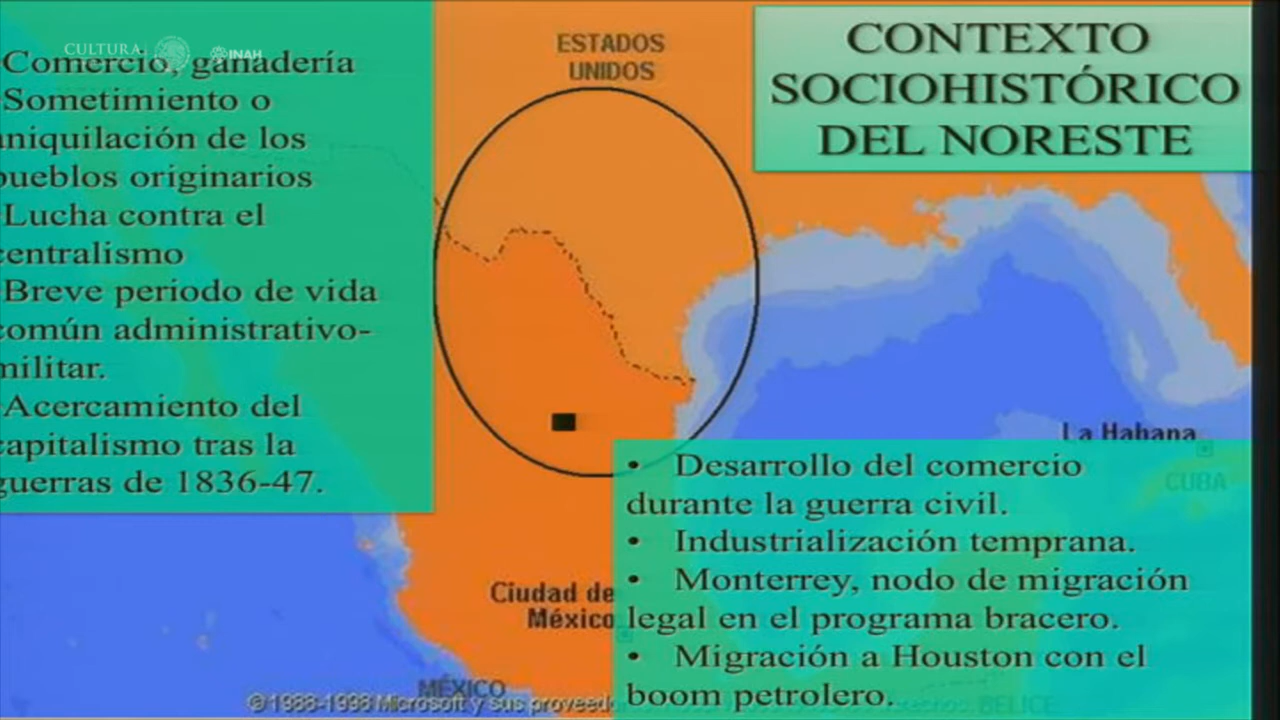 CULTURA
INAH
Comercio, ganadería
Sometimiento o
aniquilación de los
pueblos originarios
Lucha contra el
centralismo
Breve periodo de vida
común administrativo-
militar.
Acercamiento del
capitalismo tras la
guerras de 1836-47.
ESTADOS
UNIDOS
CONTEXTO
SOCIOHISTÓRICO
DEL NORESTE
La Habana
CUBA
• Desarrollo del comercio
durante la guerra civil.
• Industrialización temprana.
• Monterrey, nodo de migración
legal en el programa bracero.
• Migración a Houston con el
boom petrolero.
Ciudad de
México
MÉXICO
© 1988-1998 Microsoft y sus
BELICE